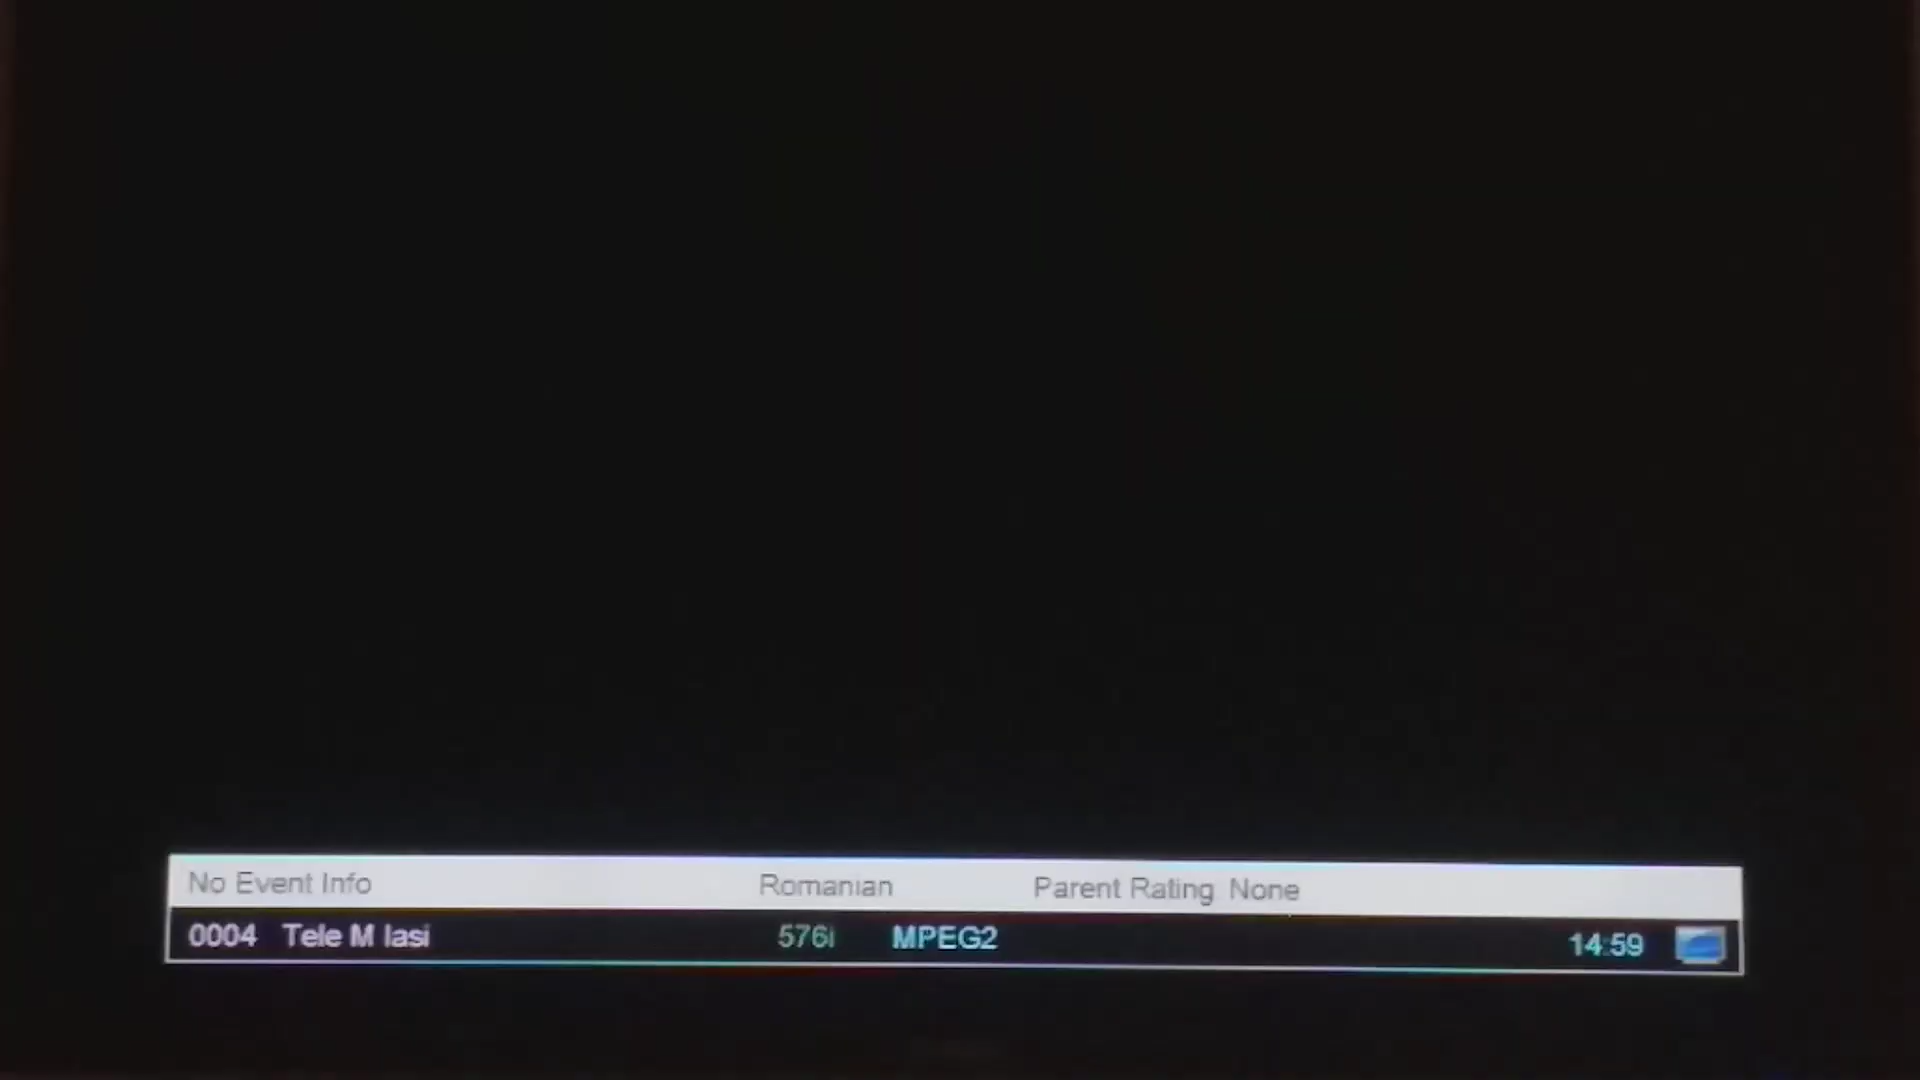 No Event Info Romanian Parent Rating None
0004 Tele M Iasi 576i MPEG2 14:59